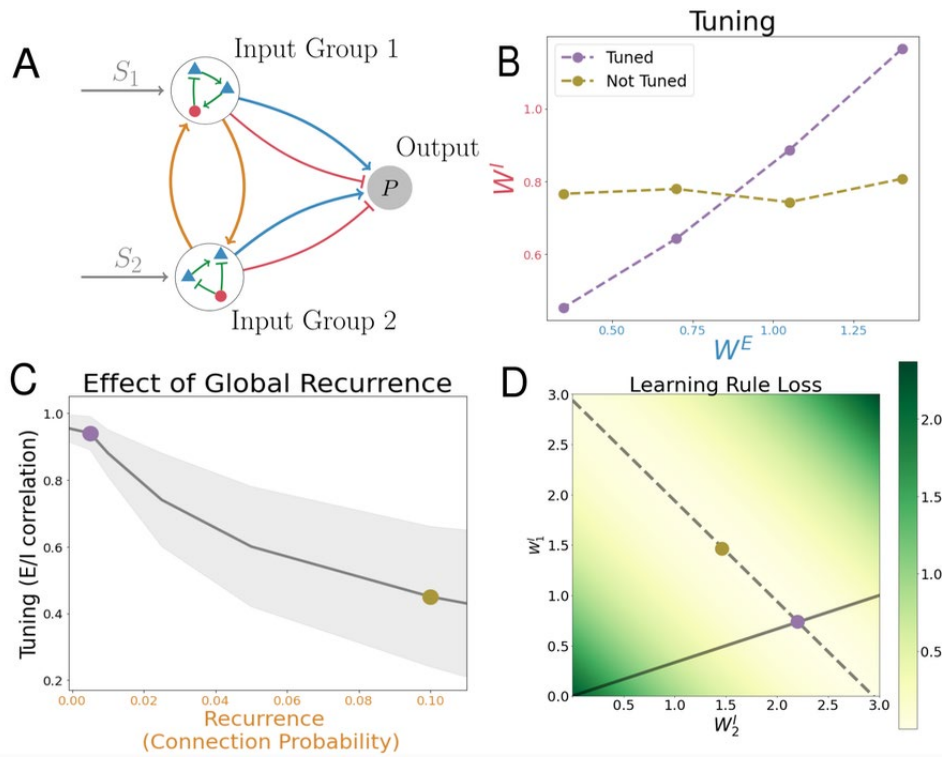 A
Input Group 1
S₁
Output
P
S₂
Input Group 2
B
Tuning
Tuned
Not Tuned
W^I
1.0
0.8
0.6
0.50 0.75 1.00 1.25
W^E
C
Effect of Global Recurrence
Tuning (E/I correlation)
1.0
0.8
0.6
0.4
0.2
0.00 0.02 0.04 0.06 0.08 0.10
Recurrence
(Connection Probability)
D
Learning Rule Loss
W₁^I
3.0
2.5
2.0
1.5
1.0
0.5
0.0
0.5 1.0 1.5 2.0 2.5 3.0
W₂^I
2.0
1.5
1.0
0.5